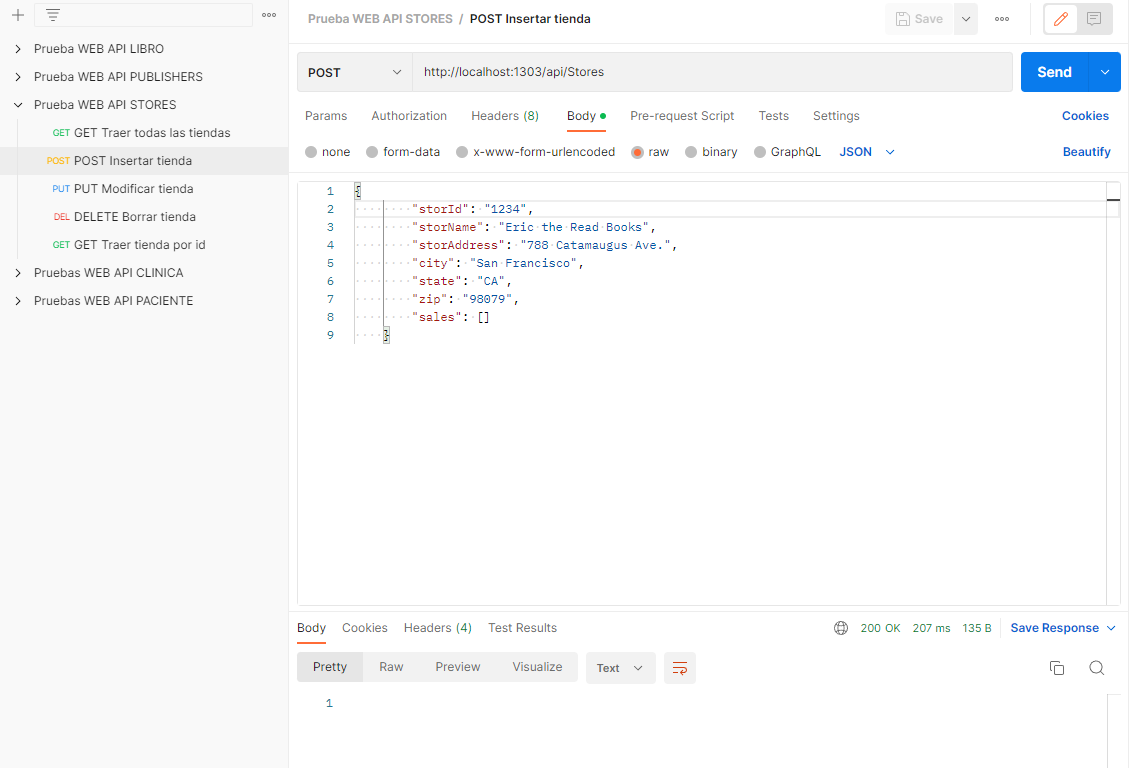 Prueba WEB API STORES / POST Insertar tienda
Save
Prueba WEB API LIBRO
Prueba WEB API PUBLISHERS
Prueba WEB API STORES
GET GET Traer todas las tiendas
POST POST Insertar tienda
PUT PUT Modificar tienda
DEL DELETE Borrar tienda
GET GET Traer tienda por id
Pruebas WEB API CLINICA
Pruebas WEB API PACIENTE
POST http://localhost:1303/api/Stores Send
Params Authorization Headers (8) Body Pre-request Script Tests Settings Cookies
none form-data x-www-form-urlencoded raw binary GraphQL JSON Beautify
1 {
2 "storId": "1234",
3 "storName": "Eric the Read Books",
4 "storAddress": "788 Catamaugus Ave.",
5 "city": "San Francisco",
6 "state": "CA",
7 "zip": "98079",
8 "sales": []
9 }
Body Cookies Headers (4) Test Results 200 OK 207 ms 135 B Save Response
Pretty Raw Preview Visualize Text
1